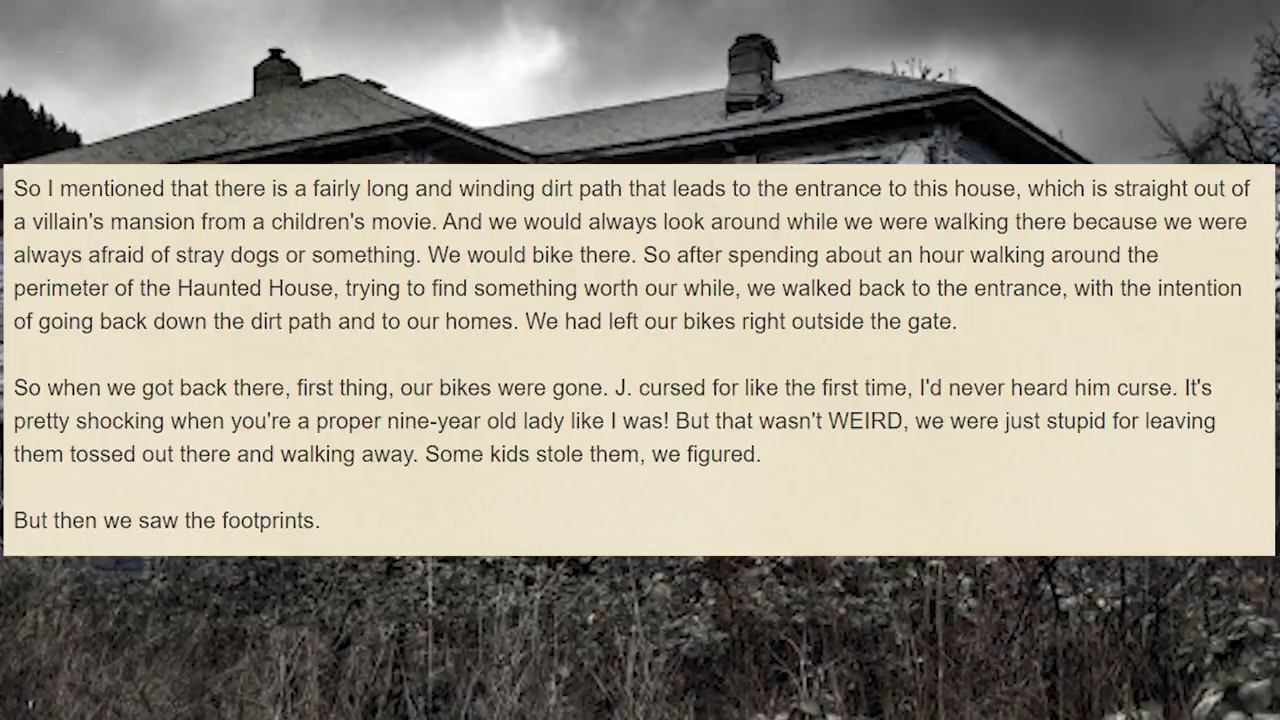 So I mentioned that there is a fairly long and winding dirt path that leads to the entrance to this house, which is straight out of
a villain's mansion from a children's movie. And we would always look around while we were walking there because we were
always afraid of stray dogs or something. We would bike there. So after spending about an hour walking around the
perimeter of the Haunted House, trying to find something worth our while, we walked back to the entrance, with the intention
of going back down the dirt path and to our homes. We had left our bikes right outside the gate.
So when we got back there, first thing, our bikes were gone. J. cursed for like the first time, I'd never heard him curse. It's
pretty shocking when you're a proper nine-year old lady like I was! But that wasn't WEIRD, we were just stupid for leaving
them tossed out there and walking away. Some kids stole them, we figured.
But then we saw the footprints.